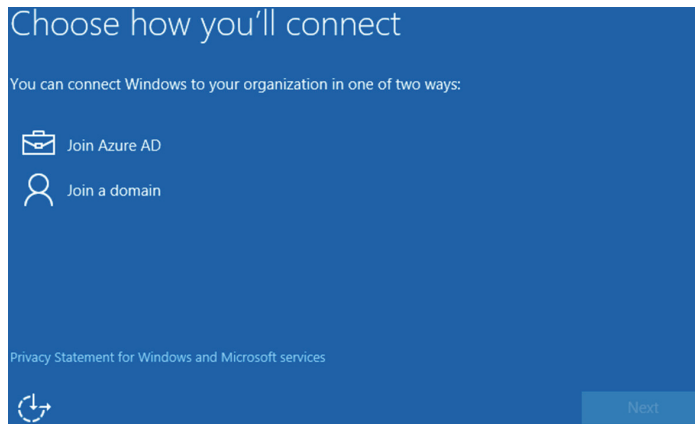 Choose how you'll connect
You can connect Windows to your organization in one of two ways:
Join Azure AD
Join a domain
Privacy Statement for Windows and Microsoft services
Next